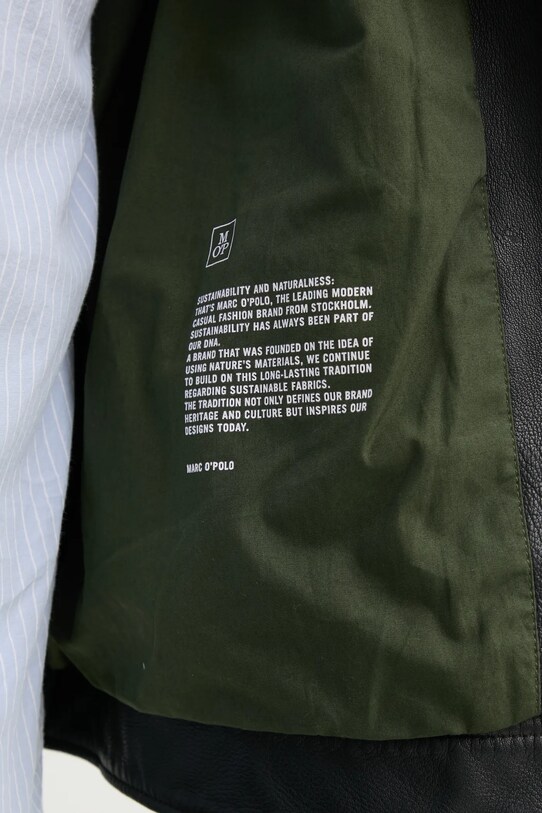 M
OP
SUSTAINABILITY AND NATURALNESS:
THAT'S MARC O'POLO, THE LEADING MODERN
CASUAL FASHION BRAND FROM STOCKHOLM.
SUSTAINABILITY HAS ALWAYS BEEN PART OF
OUR DNA.
A BRAND THAT WAS FOUNDED ON THE IDEA OF
USING NATURE'S MATERIALS, WE CONTINUE
TO BUILD ON THIS LONG-LASTING TRADITION
REGARDING SUSTAINABLE FABRICS.
THE TRADITION NOT ONLY DEFINES OUR BRAND
HERITAGE AND CULTURE BUT INSPIRES OUR
DESIGNS TODAY.
MARC O'POLO